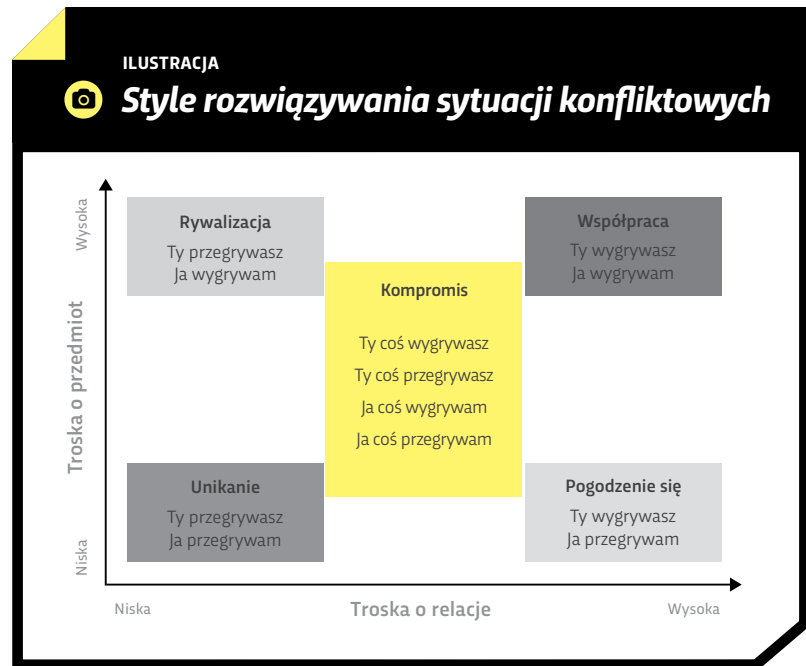 ILUSTRACJA
Style rozwiązywania sytuacji konfliktowych
Wysoka
Troska o przedmiot
Niska
Rywalizacja
Ty przegrywasz
Ja wygrywam
Współpraca
Ty wygrywasz
Ja wygrywam
Kompromis
Ty coś wygrywasz
Ty coś przegrywasz
Ja coś wygrywam
Ja coś przegrywam
Unikanie
Ty przegrywasz
Ja przegrywam
Pogodzenie się
Ty wygrywasz
Ja przegrywam
Niska
Troska o relacje
Wysoka